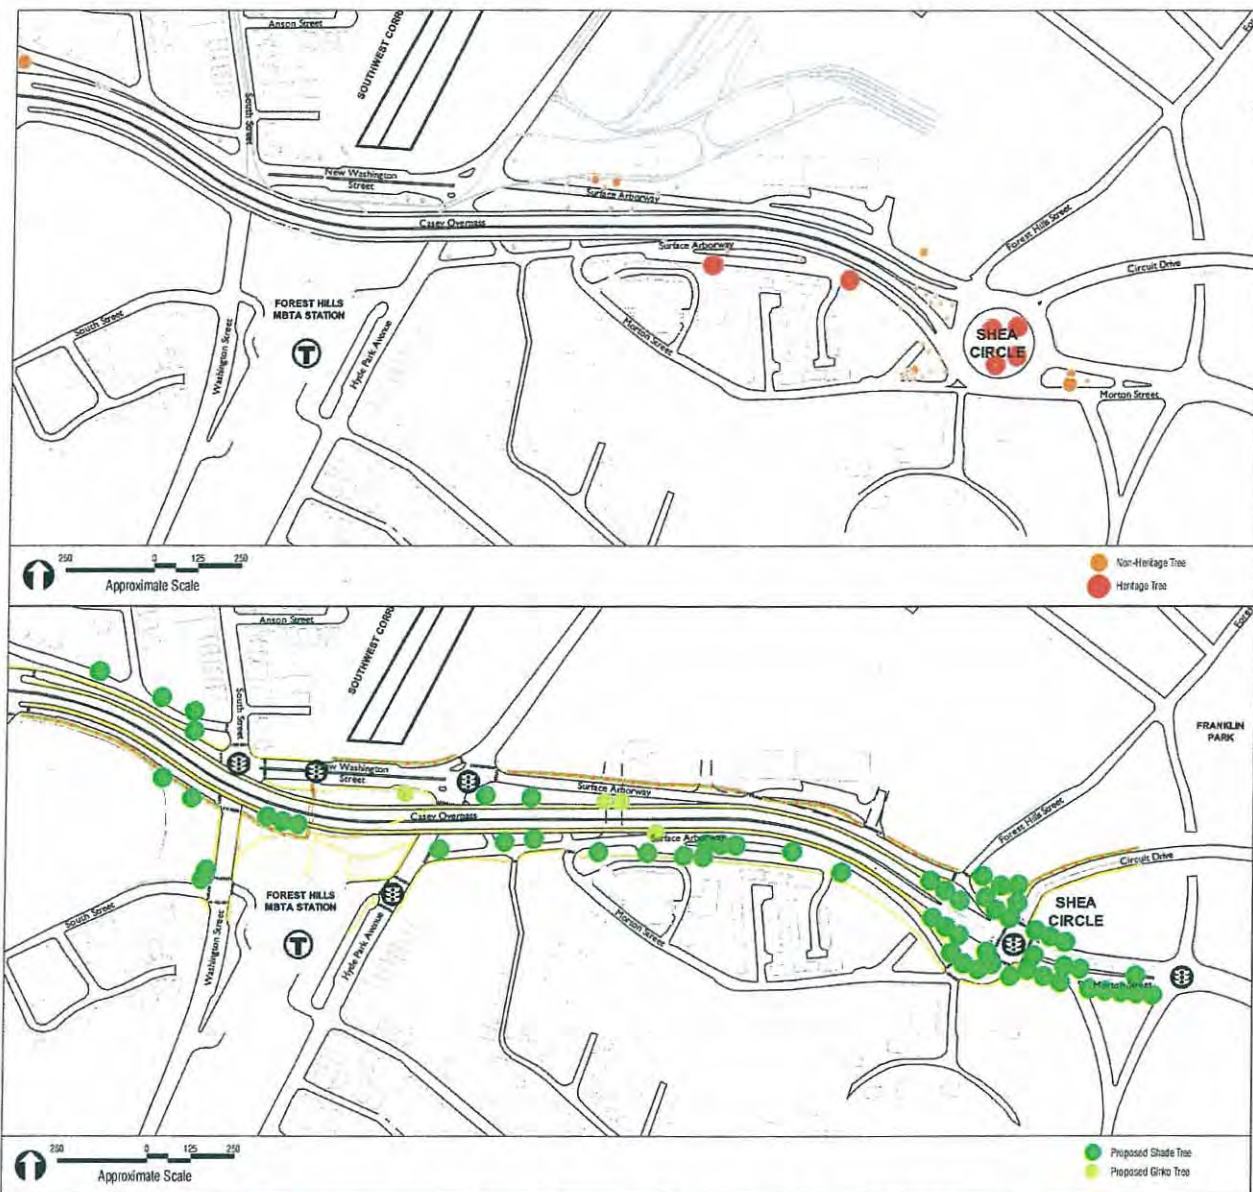 Anson Street
SOUTHWEST CORRI
South Street
New Washington
Street
Surface Arborway
Casey Overpass
Surface Arborway
Forest Hills Street
Circuit Drive
FOREST HILLS
MBTA STATION
T
South Street
Washington Street
Hyde Park Avenue
Morton Street
SHEA
CIRCLE
Morton Street
250 0 125 250
Approximate Scale
Non-Heritage Tree
Heritage Tree
Anson Street
SOUTHWEST CORRI
South Street
FRANKLIN
PARK
New Washington
Street
Surface Arborway
Casey Overpass
Surface Arborway
Forest Hills Street
Circuit Drive
FOREST HILLS
MBTA STATION
T
South Street
Washington Street
Hyde Park Avenue
Morton Street
SHEA
CIRCLE
Morton Street
250 0 125 250
Approximate Scale
Proposed Shade Tree
Proposed Ginko Tree